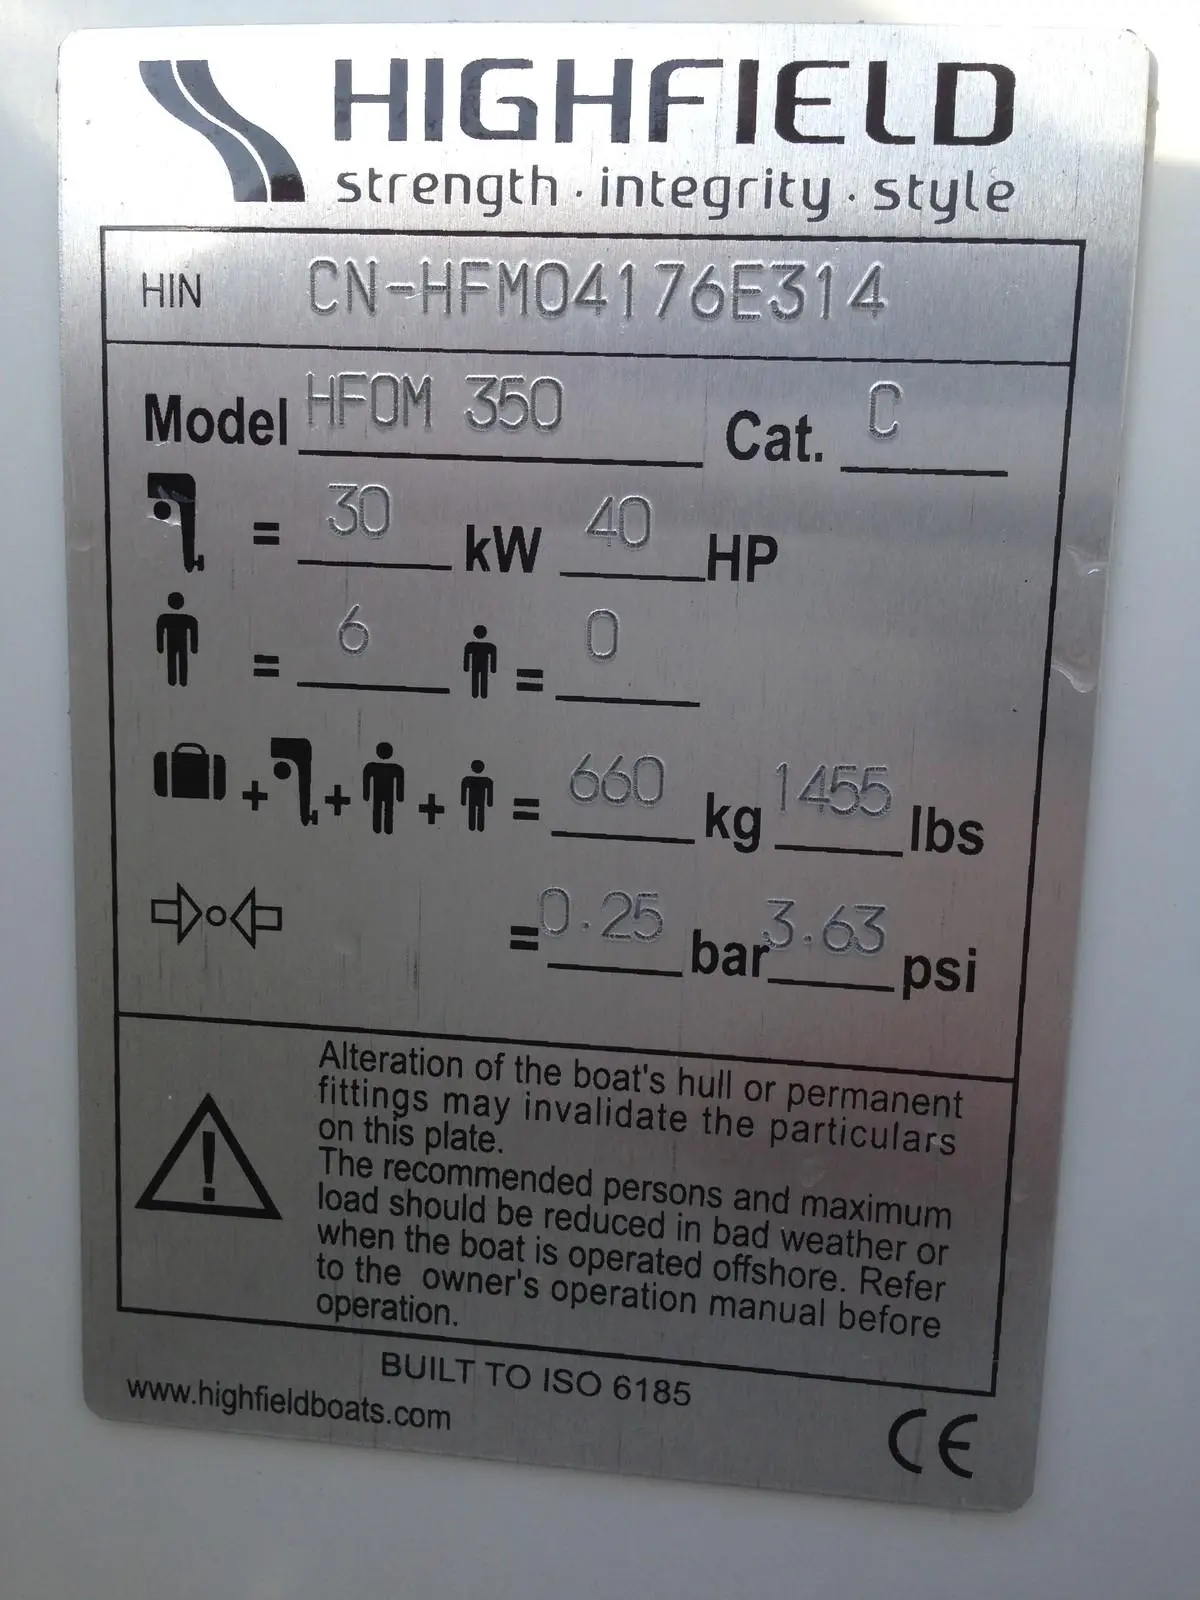 HIGHFIELD
strength · integrity · style
HIN CN-HFM04176E314
Model HFOM 350 Cat. C
= 30 kW 40 HP
= 6 = 0
+ + + = 660 kg 1455 lbs
= 0.25 bar 3.63 psi
Alteration of the boat's hull or permanent
fittings may invalidate the particulars
on this plate.
The recommended persons and maximum
load should be reduced in bad weather or
when the boat is operated offshore. Refer
to the owner's operation manual before
operation.
BUILT TO ISO 6185
www.highfieldboats.com
CE